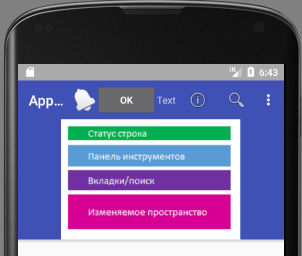 6:43
App...
OK
Text
Статус строка
Панель инструментов
Вкладки/поиск
Изменяемое пространство